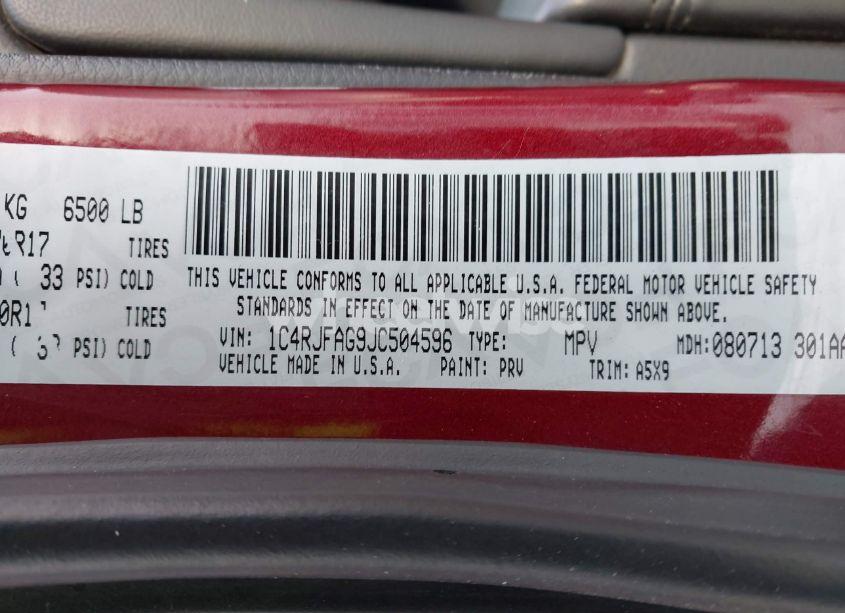 KG 6500 LB
R17 TIRES
( 33 PSI) COLD
TIRES
PSI) COLD
THIS VEHICLE CONFORMS TO ALL APPLICABLE U.S.A. FEDERAL MOTOR VEHICLE SAFETY
STANDARDS IN EFFECT ON THE DATE OF MANUFACTURE SHOWN ABOVE.
VIN: 1C4RJFAG9JC504596 TYPE: MPV MDH: 080713 301AA
VEHICLE MADE IN U.S.A. PAINT: PRV TRIM: A5X9